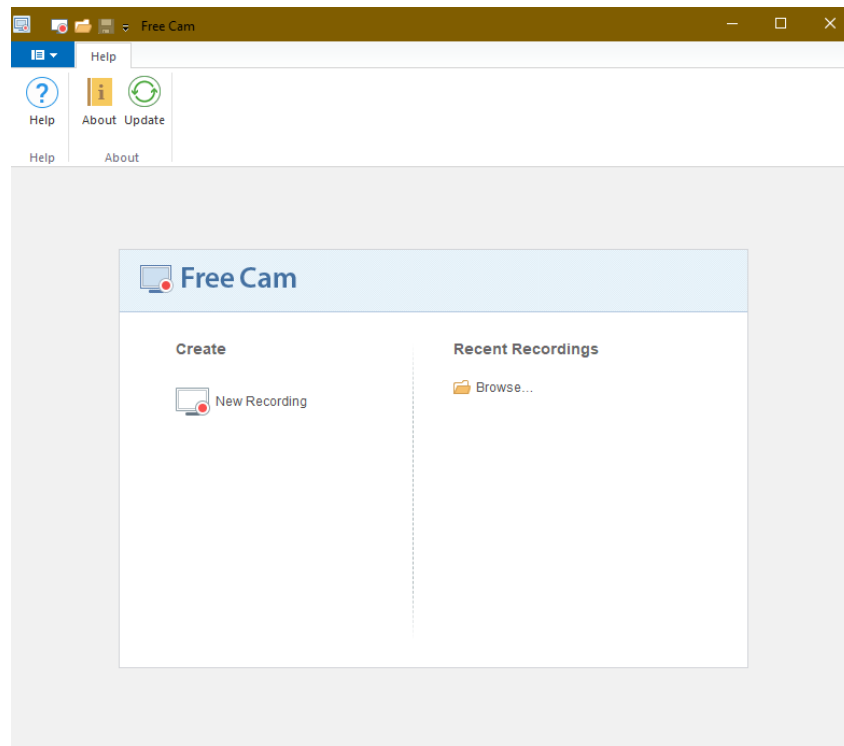 Free Cam
Help
Help
About Update
Help
About
Free Cam
Create
New Recording
Recent Recordings
Browse...